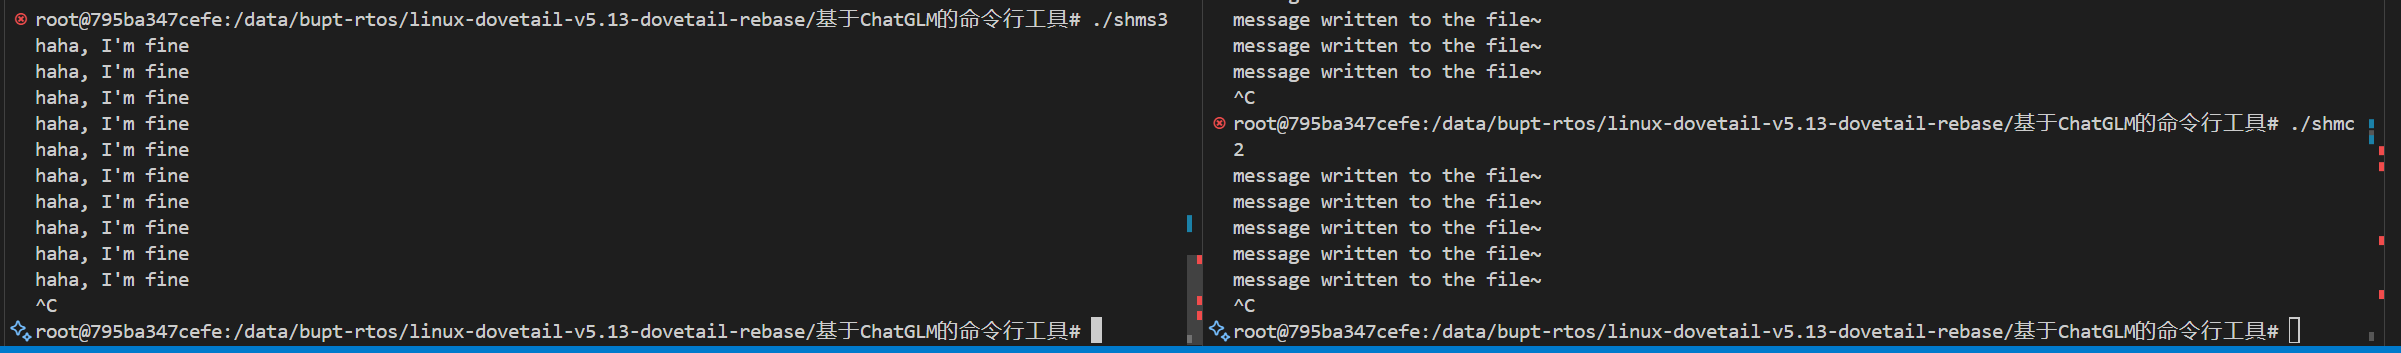 root@795ba347cefe:/data/bupt-rtos/linux-dovetail-v5.13-dovetail-rebase/基于ChatGLM的命令行工具# ./shms3
haha, I'm fine
haha, I'm fine
haha, I'm fine
haha, I'm fine
haha, I'm fine
haha, I'm fine
haha, I'm fine
haha, I'm fine
haha, I'm fine
haha, I'm fine
^C
root@795ba347cefe:/data/bupt-rtos/linux-dovetail-v5.13-dovetail-rebase/基于ChatGLM的命令行工具#
message written to the file~
message written to the file~
message written to the file~
^C
root@795ba347cefe:/data/bupt-rtos/linux-dovetail-v5.13-dovetail-rebase/基于ChatGLM的命令行工具# ./shmc
2
message written to the file~
message written to the file~
message written to the file~
message written to the file~
message written to the file~
^C
root@795ba347cefe:/data/bupt-rtos/linux-dovetail-v5.13-dovetail-rebase/基于ChatGLM的命令行工具#